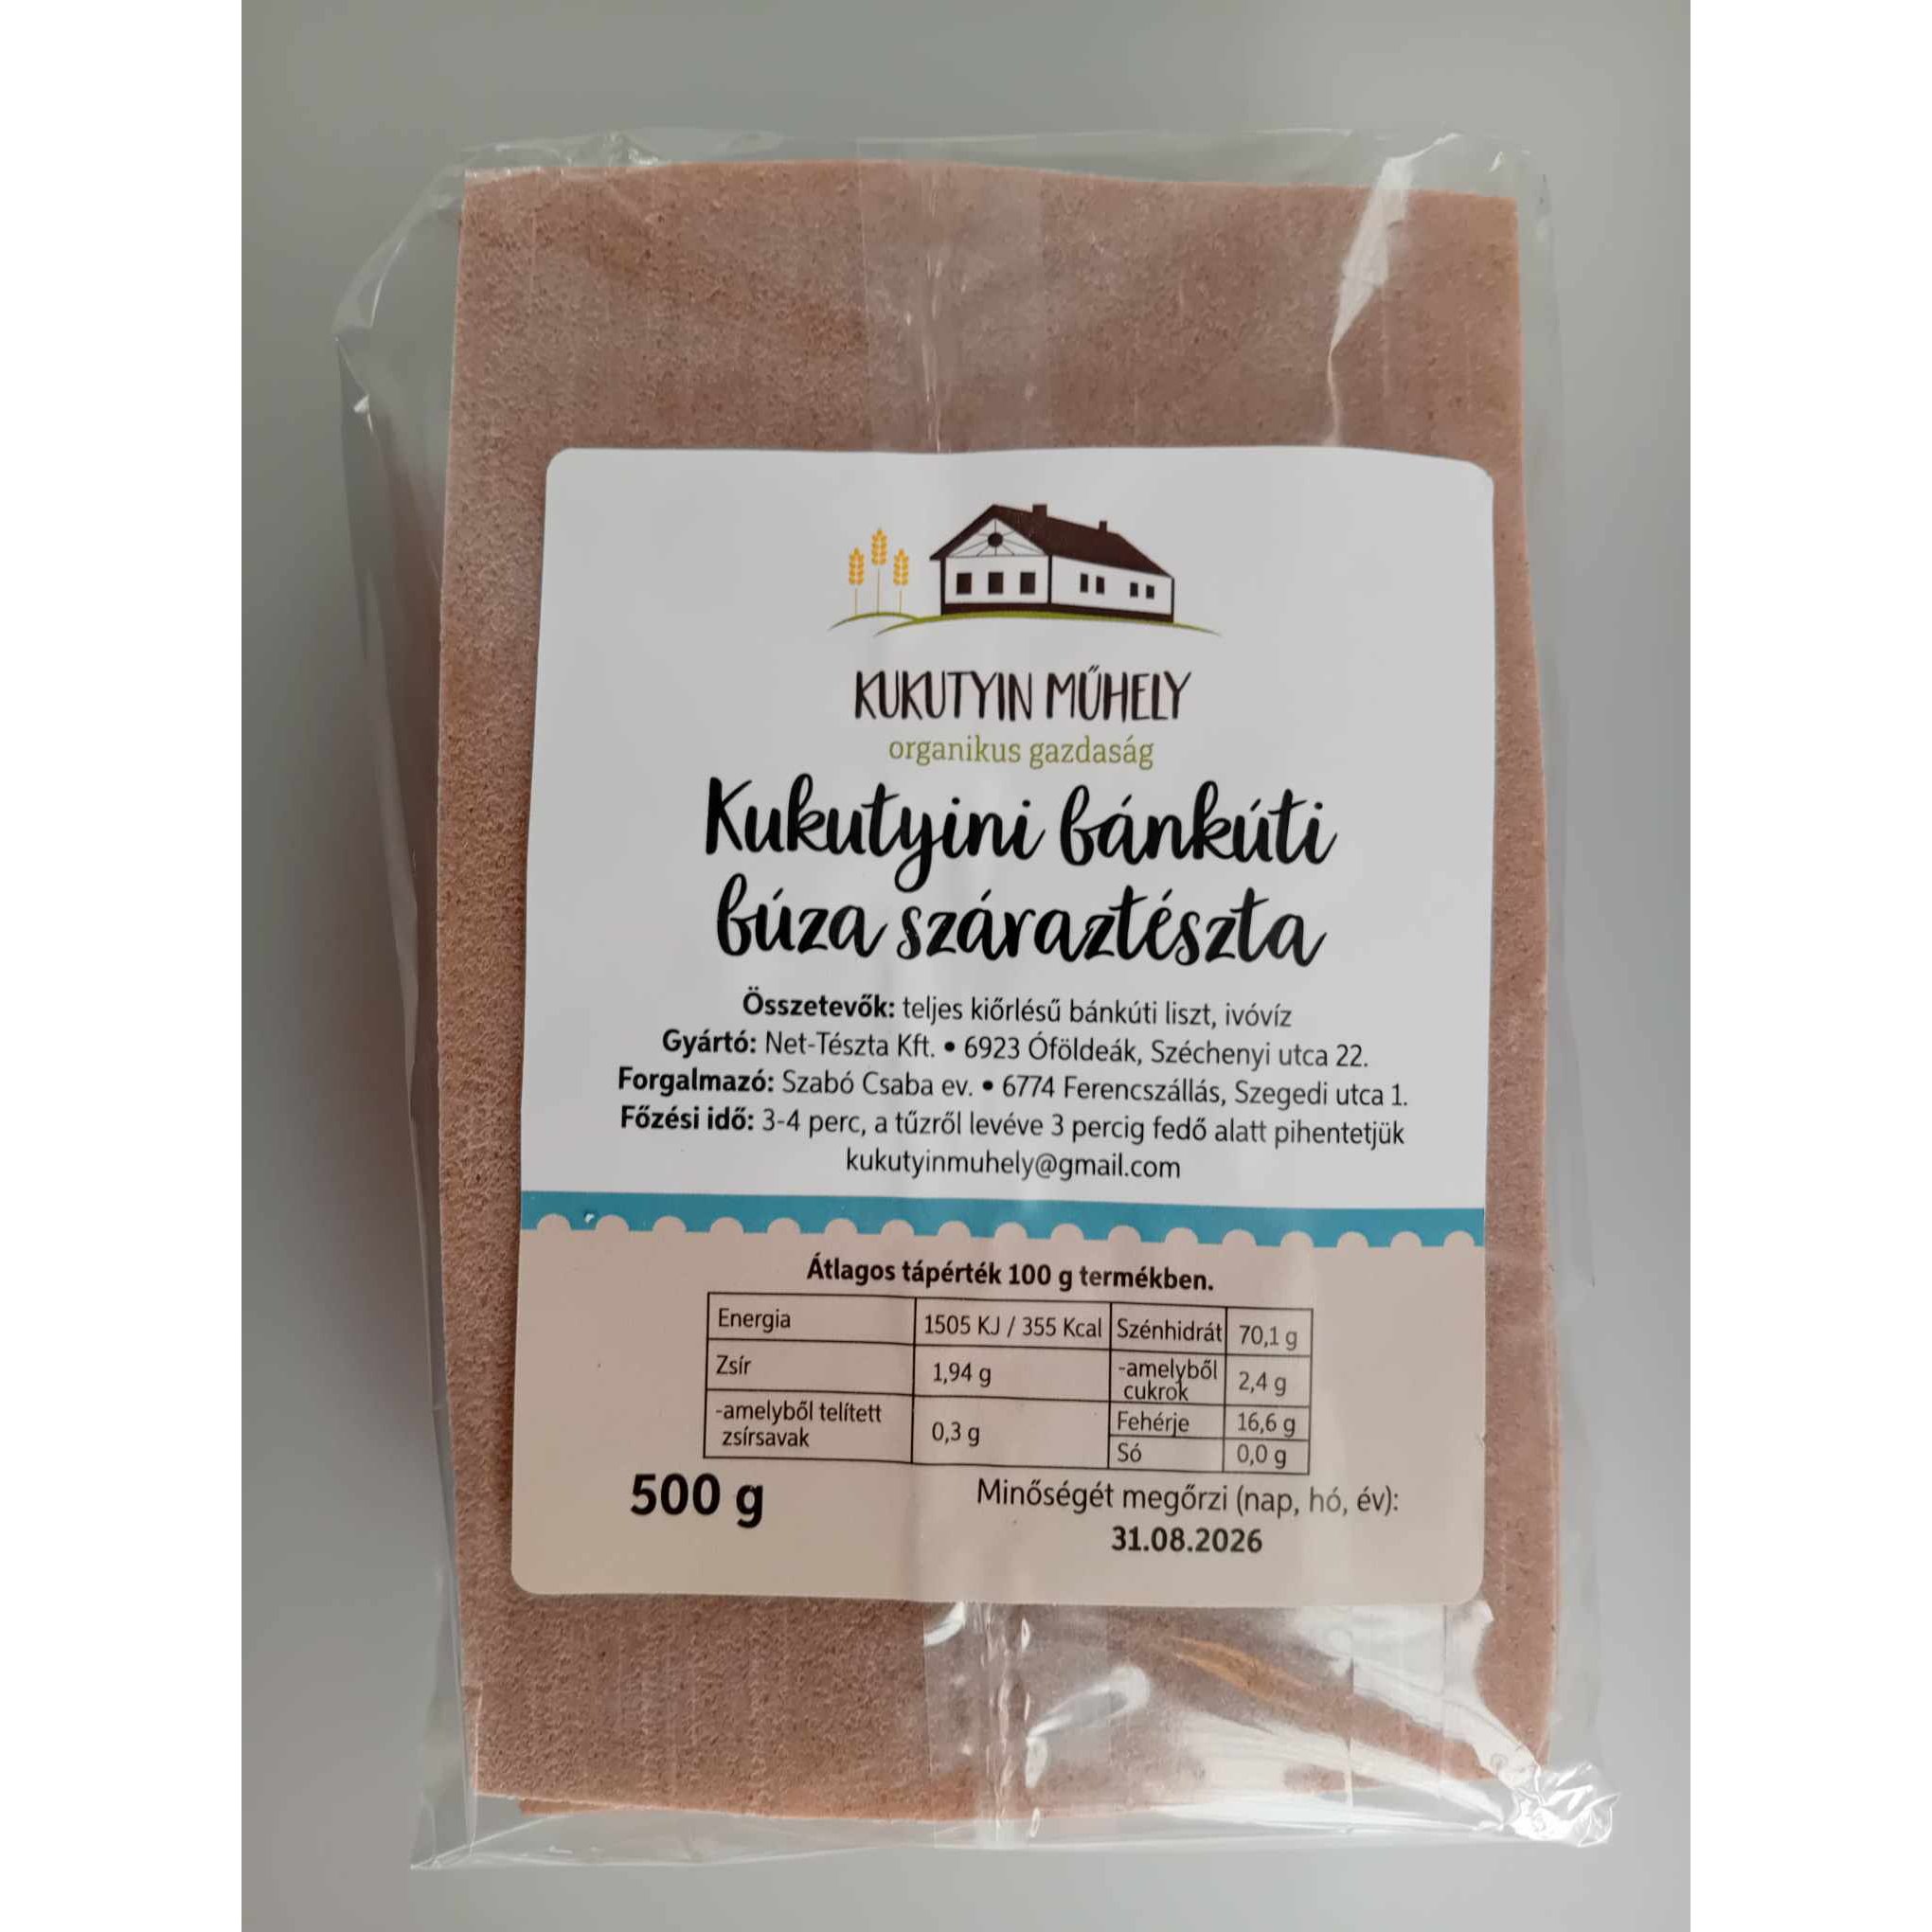 KUKUTYIN MŰHELY
organikus gazdaság
Kukutyini bánkúti
búza száraztészta
Összetevők: teljes kiőrlésű bánkúti liszt, ivóvíz
Gyártó: Net-Tészta Kft. • 6923 Óföldeák, Széchenyi utca 22.
Forgalmazó: Szabó Csaba ev. • 6774 Ferencszállás, Szegedi utca 1.
Főzési idő: 3-4 perc, a tűzről levéve 3 percig fedő alatt pihentetjük
kukutyinmuhely@gmail.com
Átlagos tápérték 100 g termékben.
Energia 1505 KJ / 355 Kcal Szénhidrát 70,1 g
Zsír 1,94 g -amelyből cukrok 2,4 g
-amelyből telített zsírsavak 0,3 g Fehérje 16,6 g
Só 0,0 g
500 g
Minőségét megőrzi (nap, hó, év):
31.08.2026